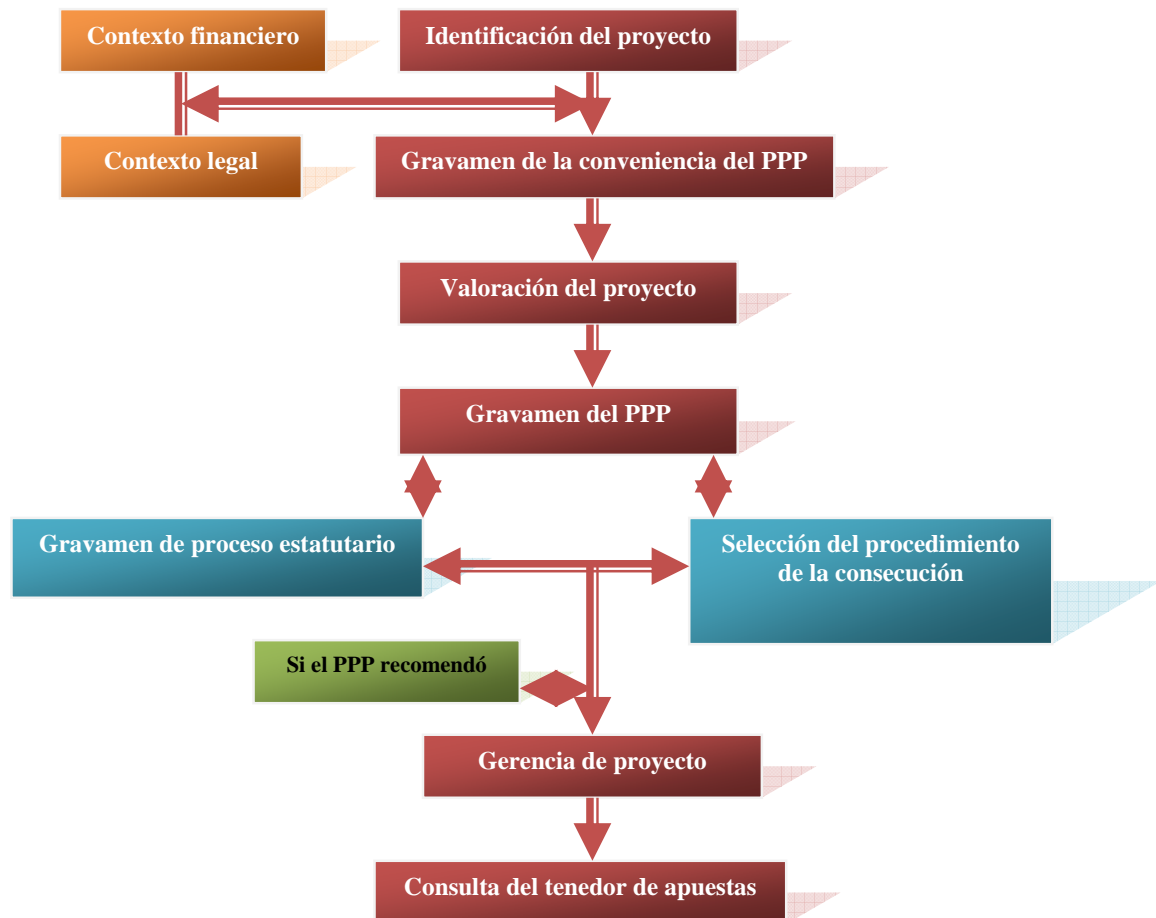 Contexto financiero
Identificación del proyecto
Contexto legal
Gravamen de la conveniencia del PPP
Valoración del proyecto
Gravamen del PPP
Gravamen de proceso estatutario
Selección del procedimiento
de la consecución
Si el PPP recomendó
Gerencia de proyecto
Consulta del tenedor de apuestas